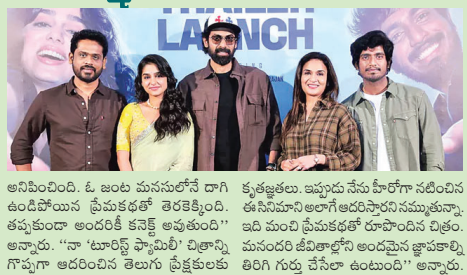 TRAILER
LAUNCH
అనిపించింది. ఓ జంట మనసులోనే దాగి
ఉండిపోయిన ప్రేమకథతో తెరకెక్కింది.
తప్పకుండా అందరికీ కనెక్ట్ అవుతుంది’’
అన్నారు. ‘‘నా ‘టూరిస్ట్ ఫ్యామిలీ’ చిత్రాన్ని
గొప్పగా ఆదరించిన తెలుగు ప్రేక్షకులకు
కృతజ్ఞతలు. ఇప్పుడు నేను హీరోగా నటించిన
ఈ సినిమాని అలాగే ఆదరిస్తారని నమ్ముతున్నా.
ఇది మంచి ప్రేమకథతో రూపొందిన చిత్రం.
మనందరి జీవితాల్లోని అందమైన జ్ఞాపకాల్ని
తిరిగి గుర్తు చేసేలా ఉంటుంది’’ అన్నారు.